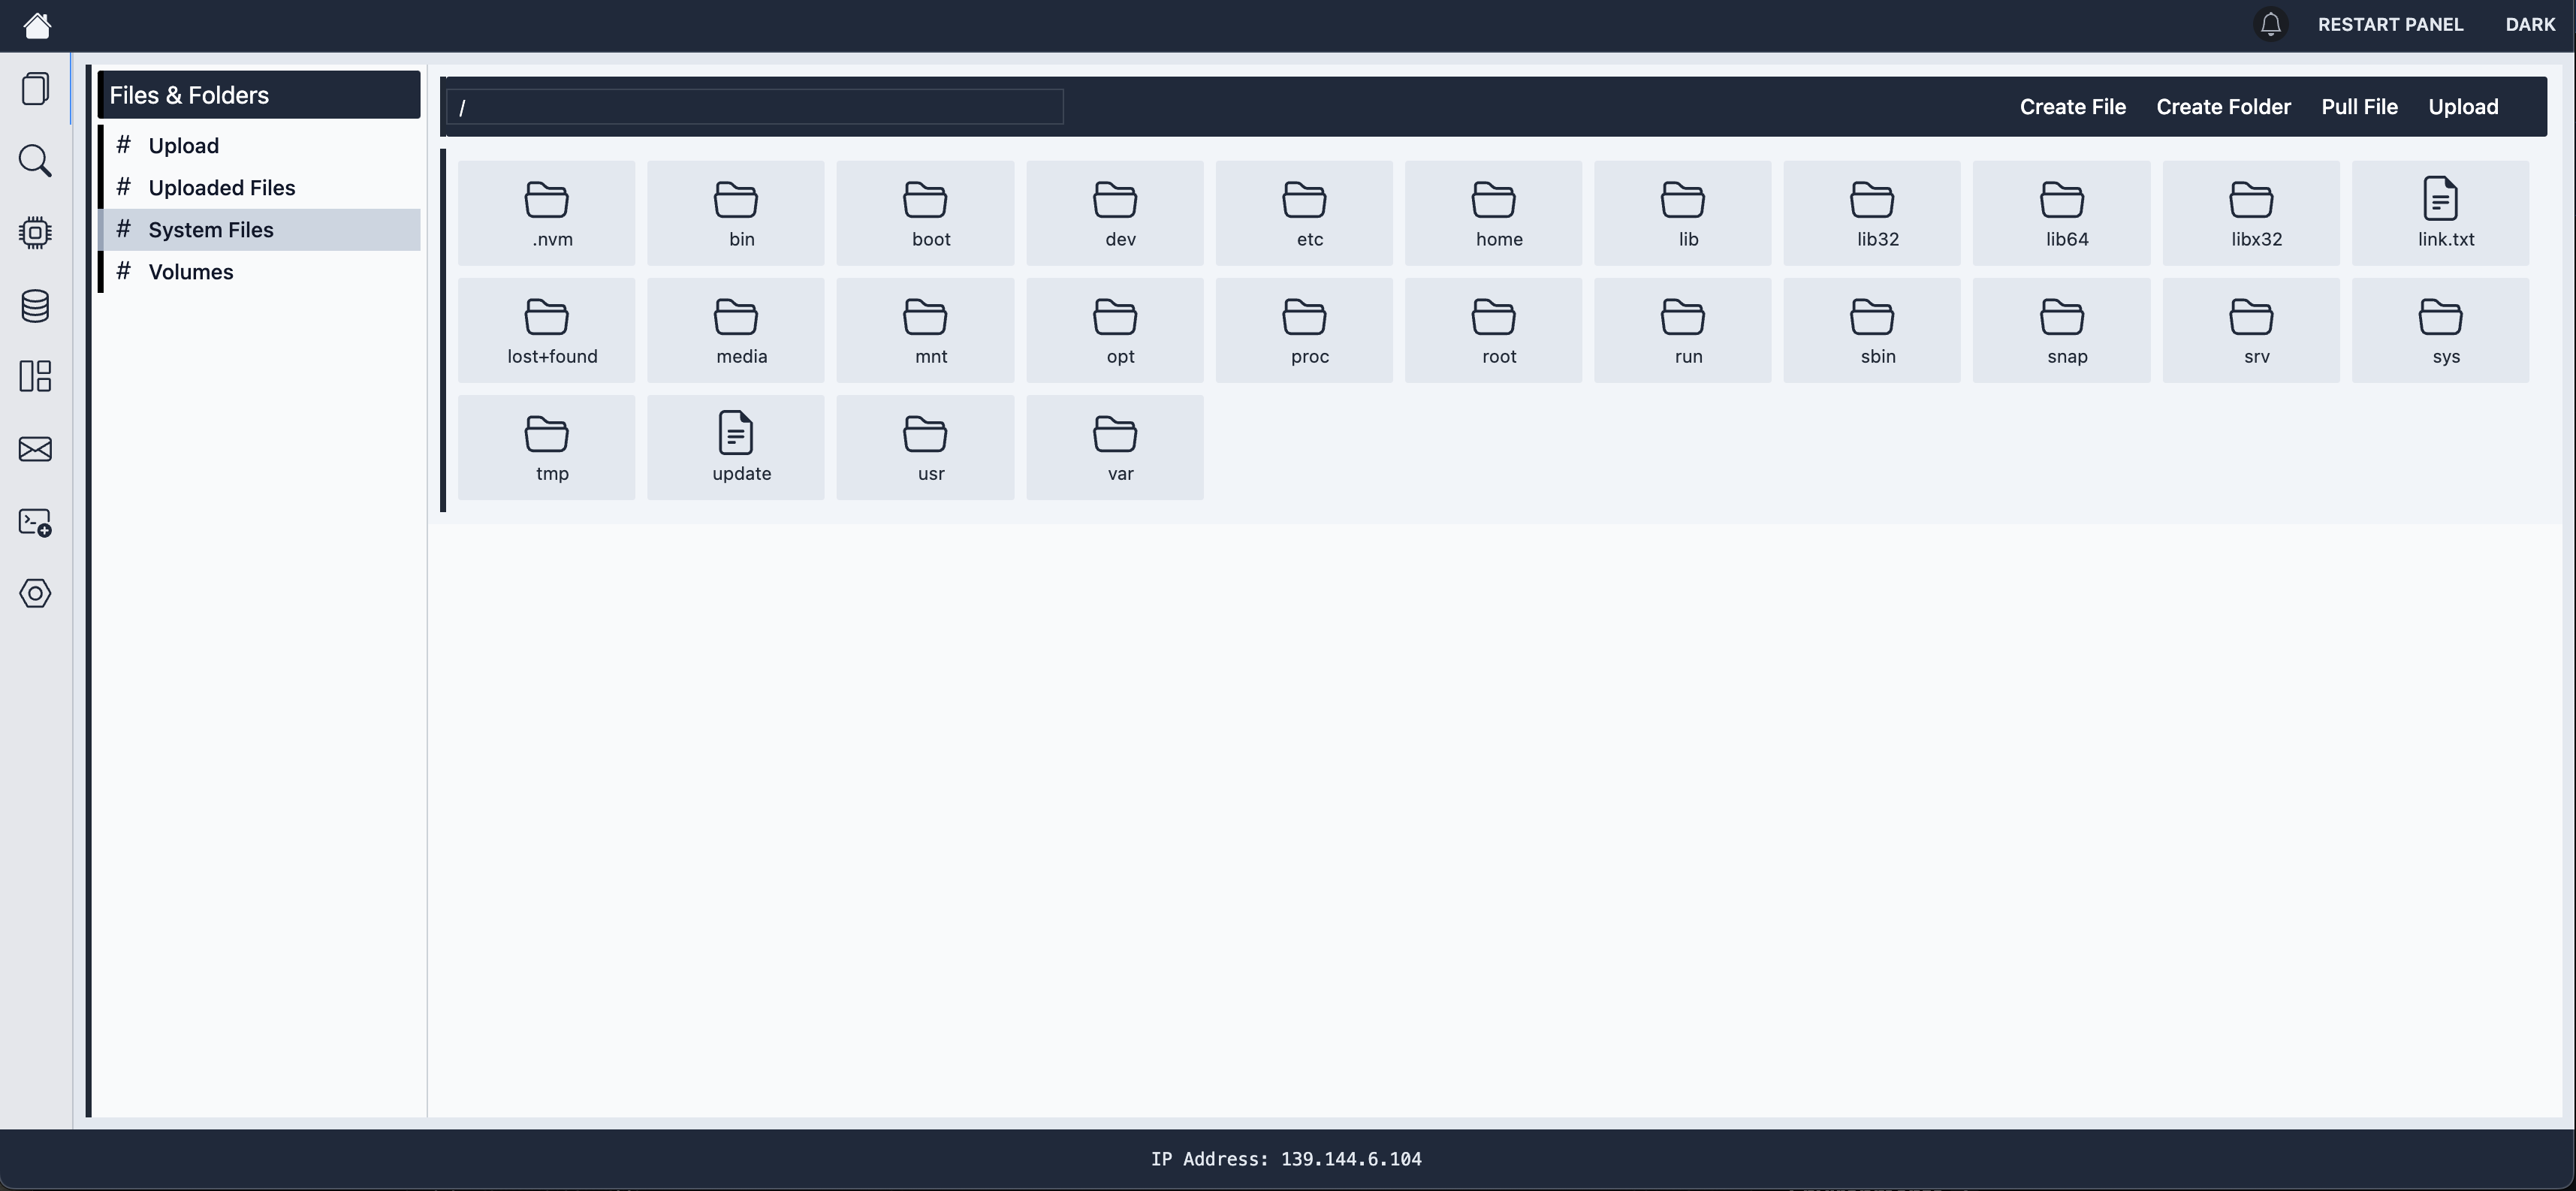 RESTART PANEL DARK
Files & Folders
# Upload
# Uploaded Files
# System Files
# Volumes
/
Create File Create Folder Pull File Upload
.nvm bin boot dev etc home lib lib32 lib64 libx32 link.txt
lost+found media mnt opt proc root run sbin snap srv sys
tmp update usr var
IP Address: 139.144.6.104